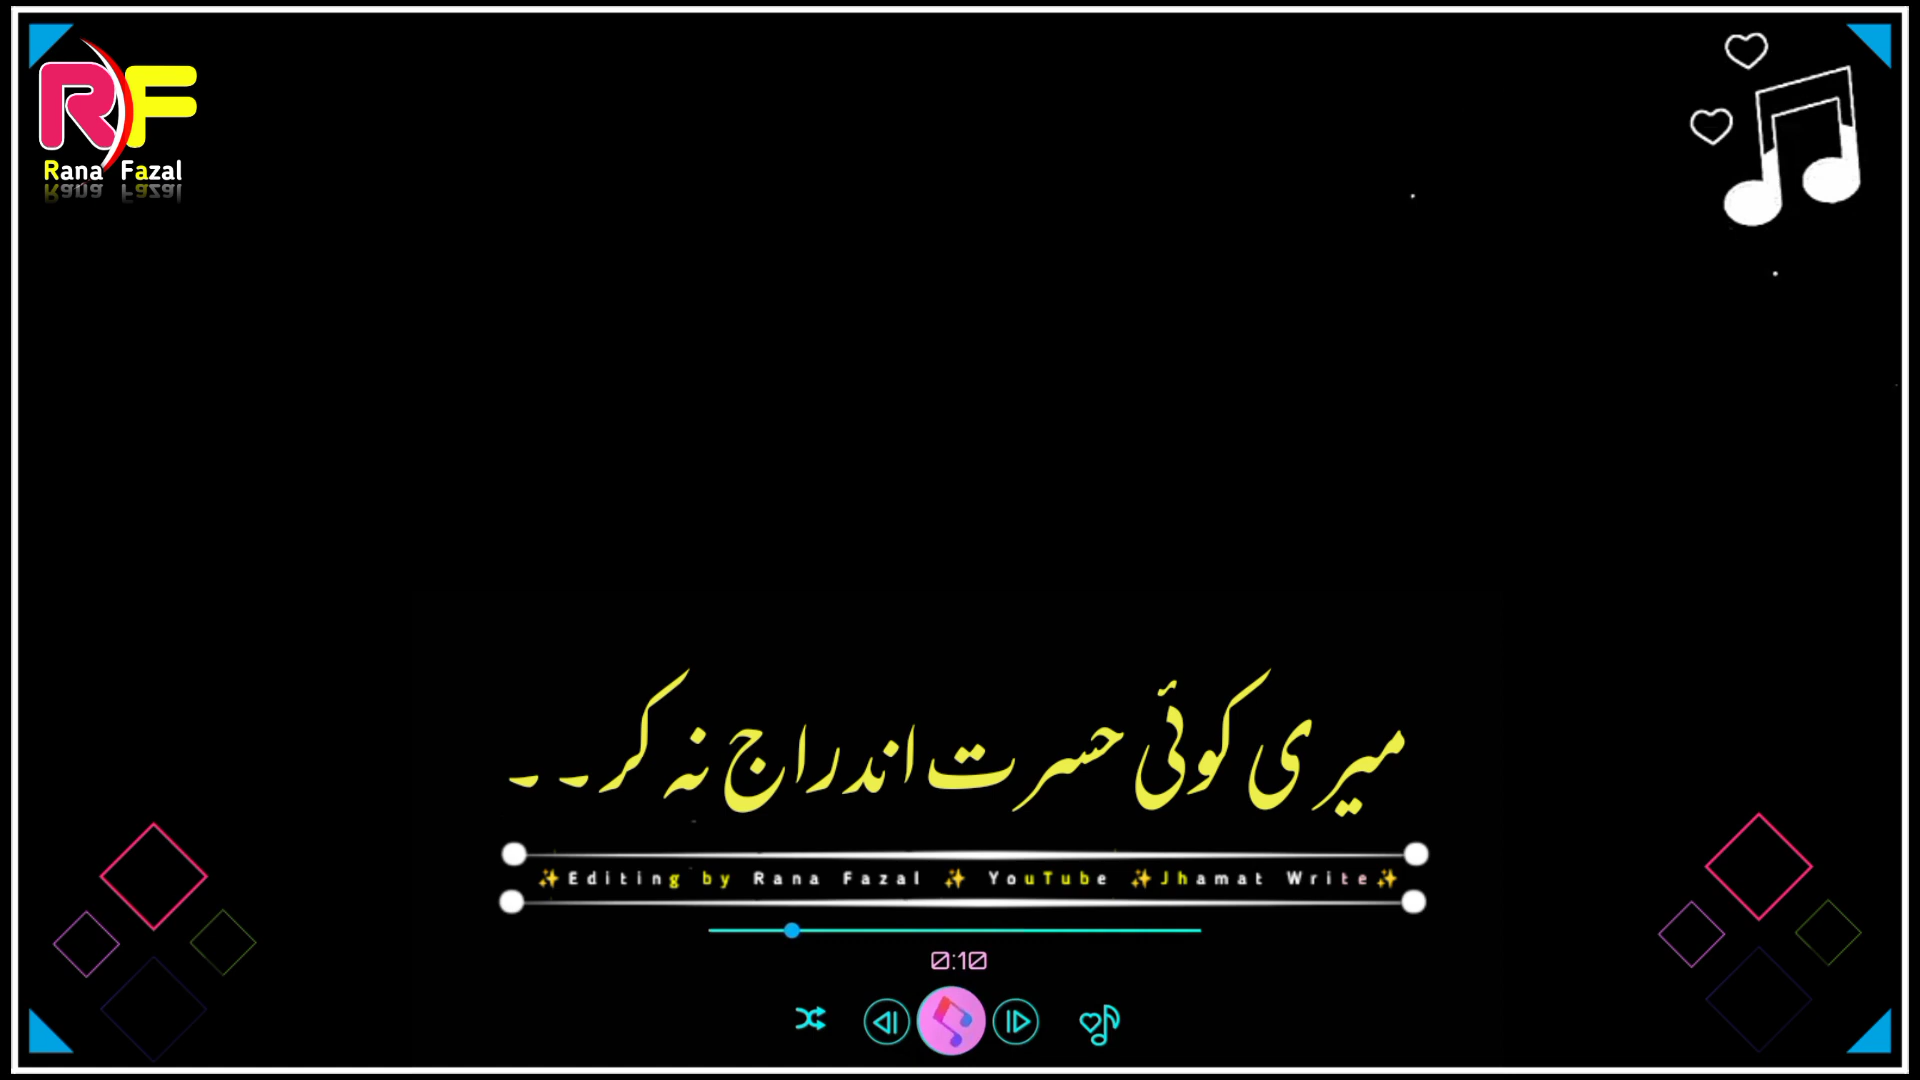 RF
Rana Fazal
میری کوئی حسرت اندراج نہ کر۔۔
✨Editing by Rana Fazal ✨ YouTube ✨Jhamat Write✨
0:10